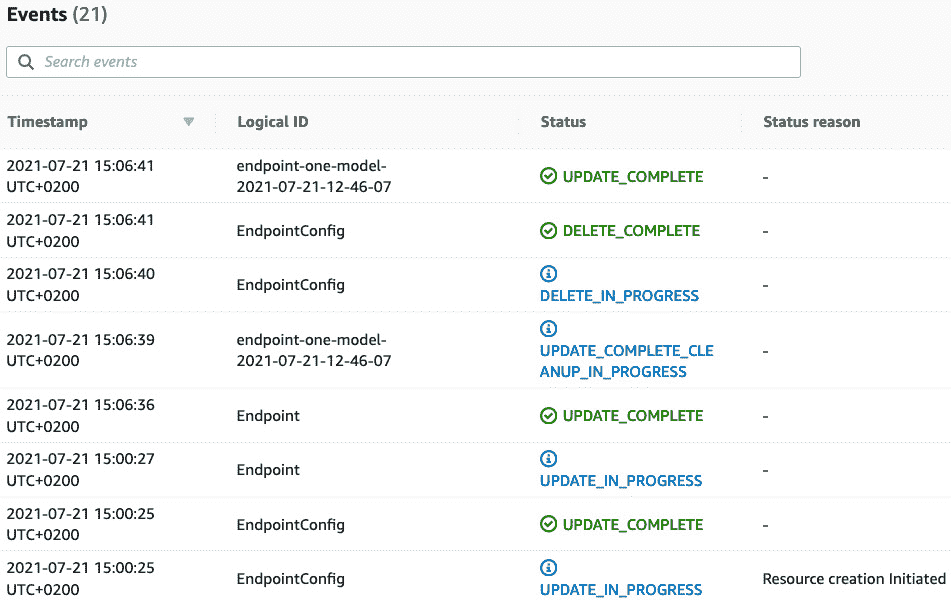 Events (21)
Search events
Timestamp Logical ID Status Status reason
2021-07-21 15:06:41 endpoint-one-model-
UTC+0200 2021-07-21-12-46-07 UPDATE_COMPLETE -
2021-07-21 15:06:41
UTC+0200 EndpointConfig DELETE_COMPLETE -
2021-07-21 15:06:40
UTC+0200 EndpointConfig DELETE_IN_PROGRESS -
2021-07-21 15:06:39 endpoint-one-model- UPDATE_COMPLETE_CLE
UTC+0200 2021-07-21-12-46-07 ANUP_IN_PROGRESS -
2021-07-21 15:06:36
UTC+0200 Endpoint UPDATE_COMPLETE -
2021-07-21 15:00:27
UTC+0200 Endpoint UPDATE_IN_PROGRESS -
2021-07-21 15:00:25
UTC+0200 EndpointConfig UPDATE_COMPLETE -
2021-07-21 15:00:25
UTC+0200 EndpointConfig UPDATE_IN_PROGRESS Resource creation Initiated